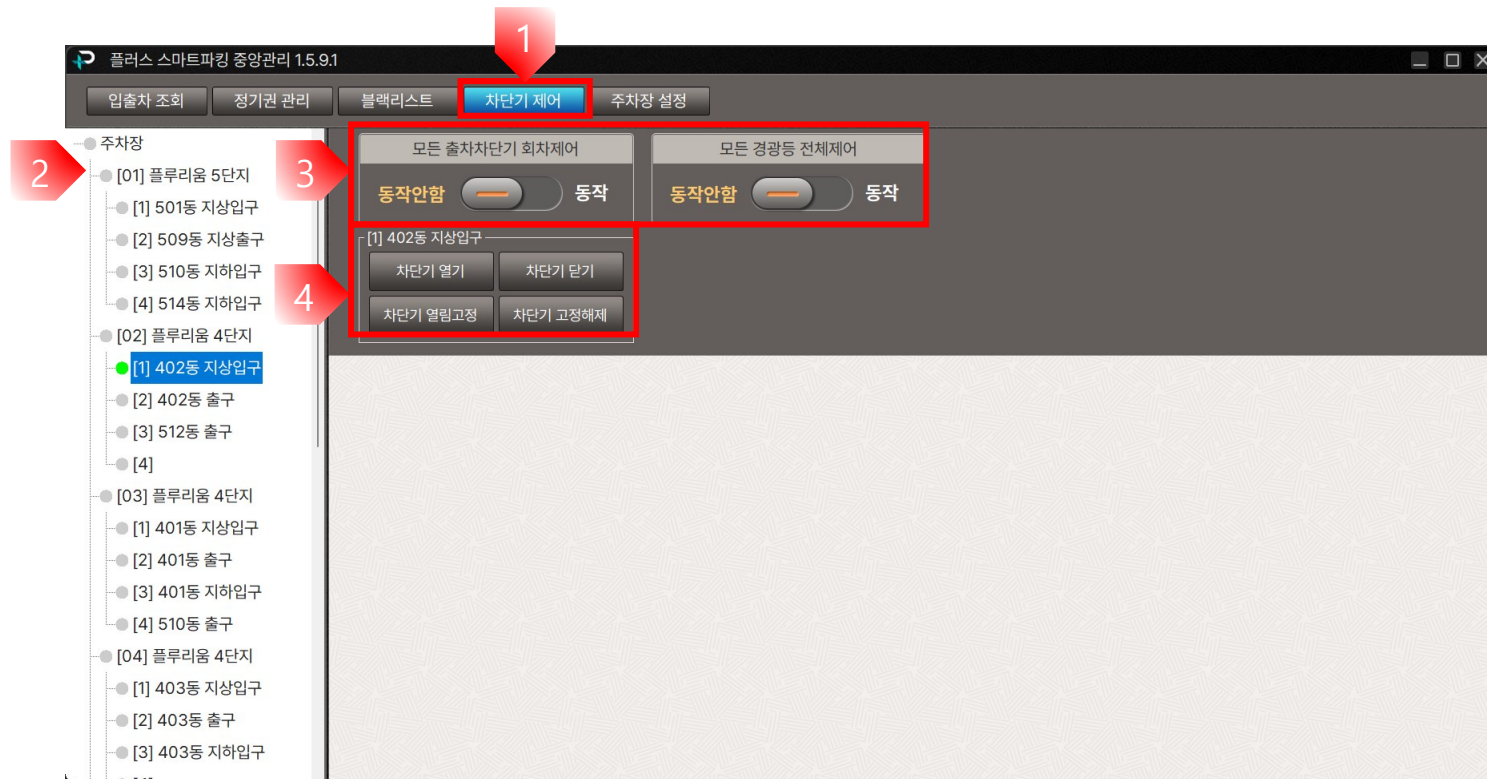 1
플러스 스마트파킹 중앙관리 1.5.9.1
입출차 조회 정기권 관리 블랙리스트 차단기 제어 주차장 설정
2
주차장
[01] 플루리움 5단지
[1] 501동 지상입구
[2] 509동 지상출구
[3] 510동 지하입구
[4] 514동 지하입구
[02] 플루리움 4단지
[1] 402동 지상입구
[2] 402동 출구
[3] 512동 출구
[4]
[03] 플루리움 4단지
[1] 401동 지상입구
[2] 401동 출구
[3] 401동 지하입구
[4] 510동 출구
[04] 플루리움 4단지
[1] 403동 지상입구
[2] 403동 출구
[3] 403동 지하입구
3
모든 출차차단기 회차제어 모든 경광등 전체제어
동작안함 동작 동작안함 동작
4
[1] 402동 지상입구
차단기 열기 차단기 닫기
차단기 열림고정 차단기 고정해제